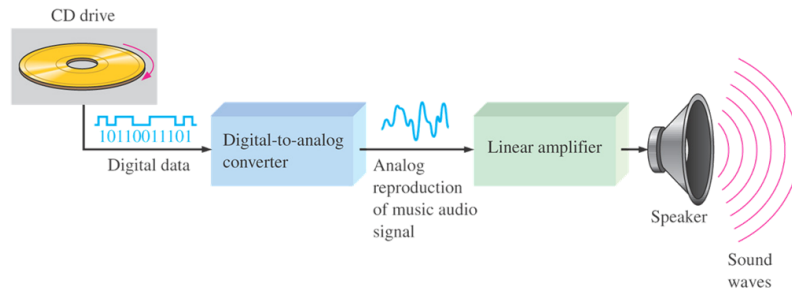 CD drive
10110011101
Digital data
Digital-to-analog
converter
Analog
reproduction
of music audio
signal
Linear amplifier
Speaker
Sound
waves